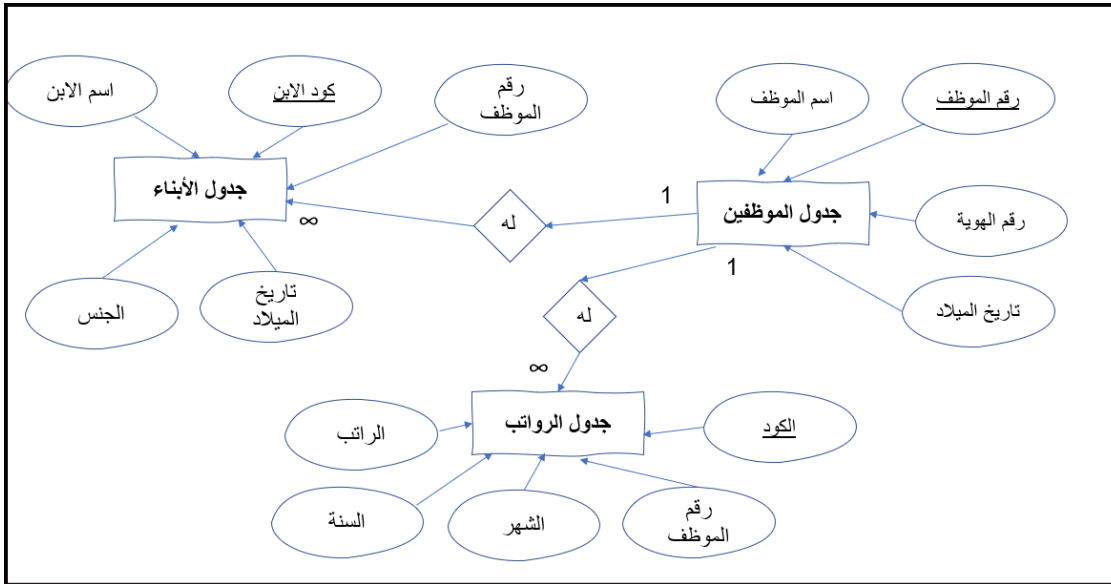 رقم الموظف
اسم الموظف
رقم
الموظف
كود الابن
اسم الابن
جدول الموظفين
جدول الأبناء
1
له
∞
رقم الهوية
تاريخ الميلاد
تاريخ
الميلاد
الجنس
1
له
∞
جدول الرواتب
الكود
الراتب
رقم
الموظف
الشهر
السنة